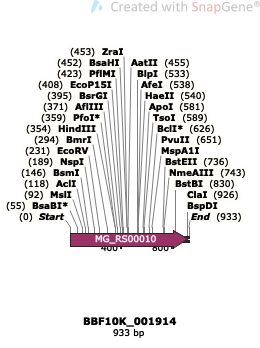 Created with SnapGene®
(453) ZraI
(452) BsaHI AatII (455)
(423) PflMI BlpI (533)
(408) EcoP15I AfeI (538)
(395) BsrGI HaeII (540)
(371) AflIII ApoI (581)
(359) PfoI* TsoI (589)
(354) HindIII BclI* (626)
(294) BmrI PvuII (651)
(231) EcoRV MspA1I
(189) NspI BstEII (736)
(146) BsmI NmeAIII (743)
(118) AclI BstBI (830)
(92) MslI ClaI (926)
(55) BsaBI* BspDI
(0) Start End (933)
MG_RS00010
400 800
BBF10K_001914
933 bp